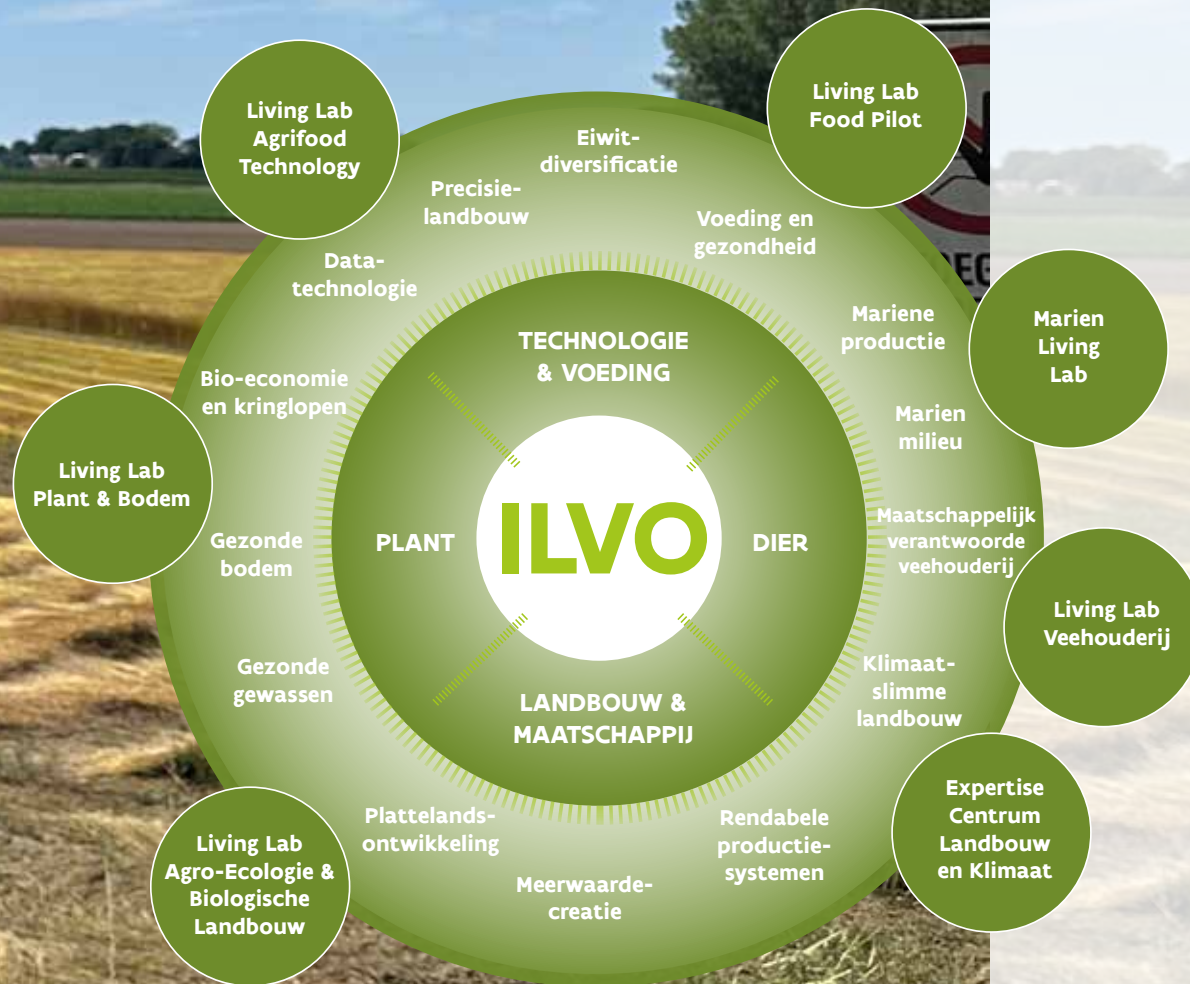 Living Lab
Agrifood
Technology
Living Lab
Food Pilot
Eiwit-
diversificatie
Precisie-
landbouw
Voeding en
gezondheid
Data-
technologie
Mariene
productie
Marien
Living
Lab
TECHNOLOGIE
& VOEDING
Bio-economie
en kringlopen
Marien
milieu
Living Lab
Plant & Bodem
Gezonde
bodem
PLANT
ILVO
DIER
Maatschappelijk
verantwoorde
veehouderij
Living Lab
Veehouderij
Gezonde
gewassen
Klimaat-
slimme
landbouw
LANDBOUW &
MAATSCHAPPIJ
Expertise
Centrum
Landbouw
en Klimaat
Plattelands-
ontwikkeling
Rendabele
productie-
systemen
Meerwaarde-
creatie
Living Lab
Agro-Ecologie &
Biologische
Landbouw